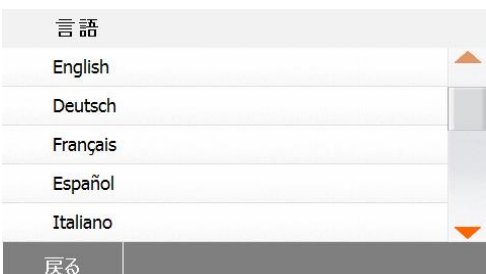 言語
English
Deutsch
Français
Español
Italiano
戻る